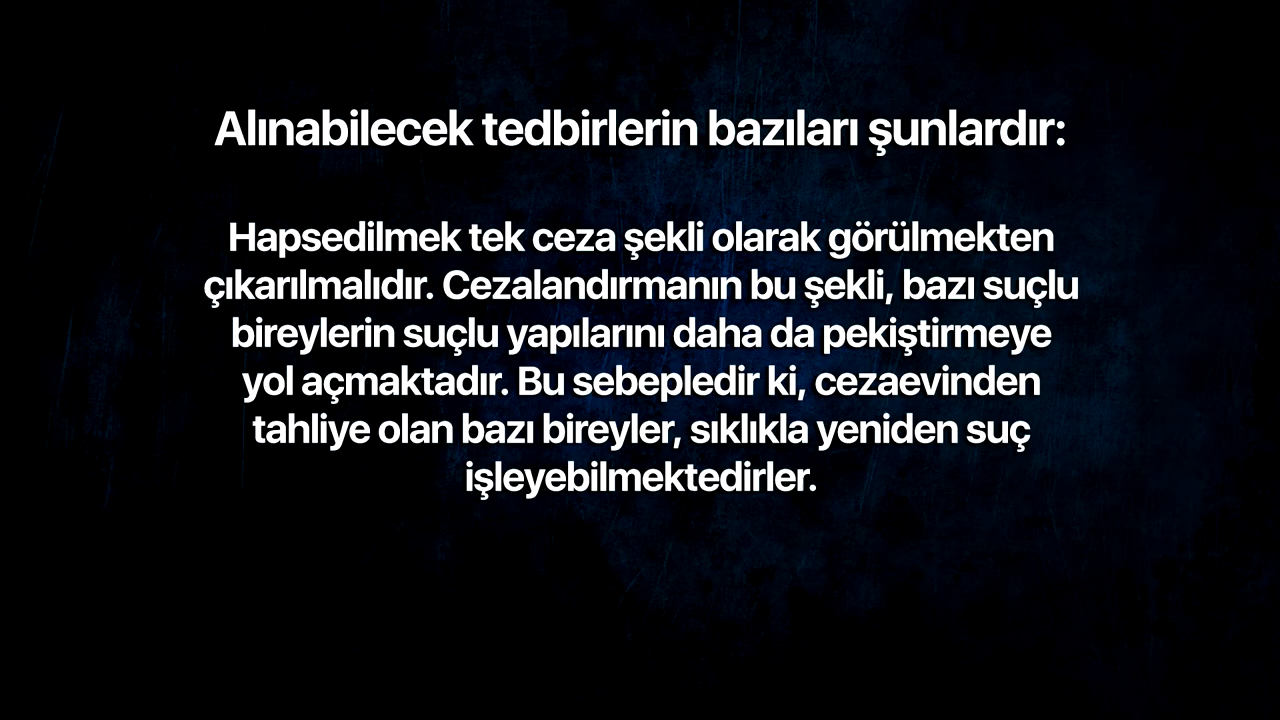 Alınabilecek tedbirlerin bazıları şunlardır:
Hapsedilmek tek ceza şekli olarak görülmekten
çıkarılmalıdır. Cezalandırmanın bu şekli, bazı suçlu
bireylerin suçlu yapılarını daha da pekiştirmeye
yol açmaktadır. Bu sebepledir ki, cezaevinden
tahliye olan bazı bireyler, sıklıkla yeniden suç
işleyebilmektedirler.